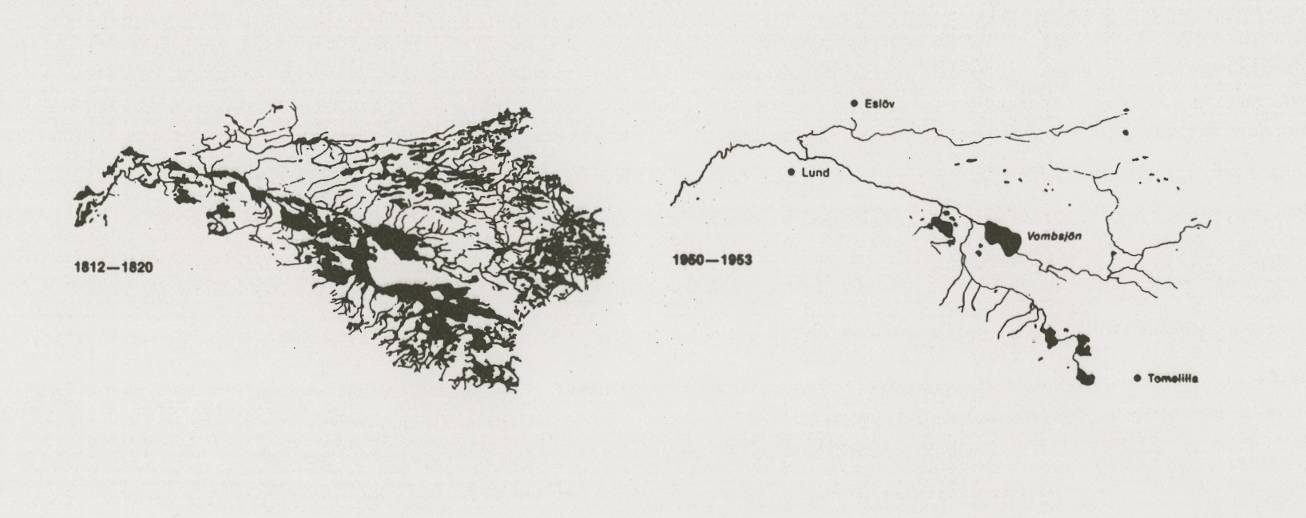 Eslöv
Lund
Vombsjön
1812—1820
1950—1953
Tomelilla